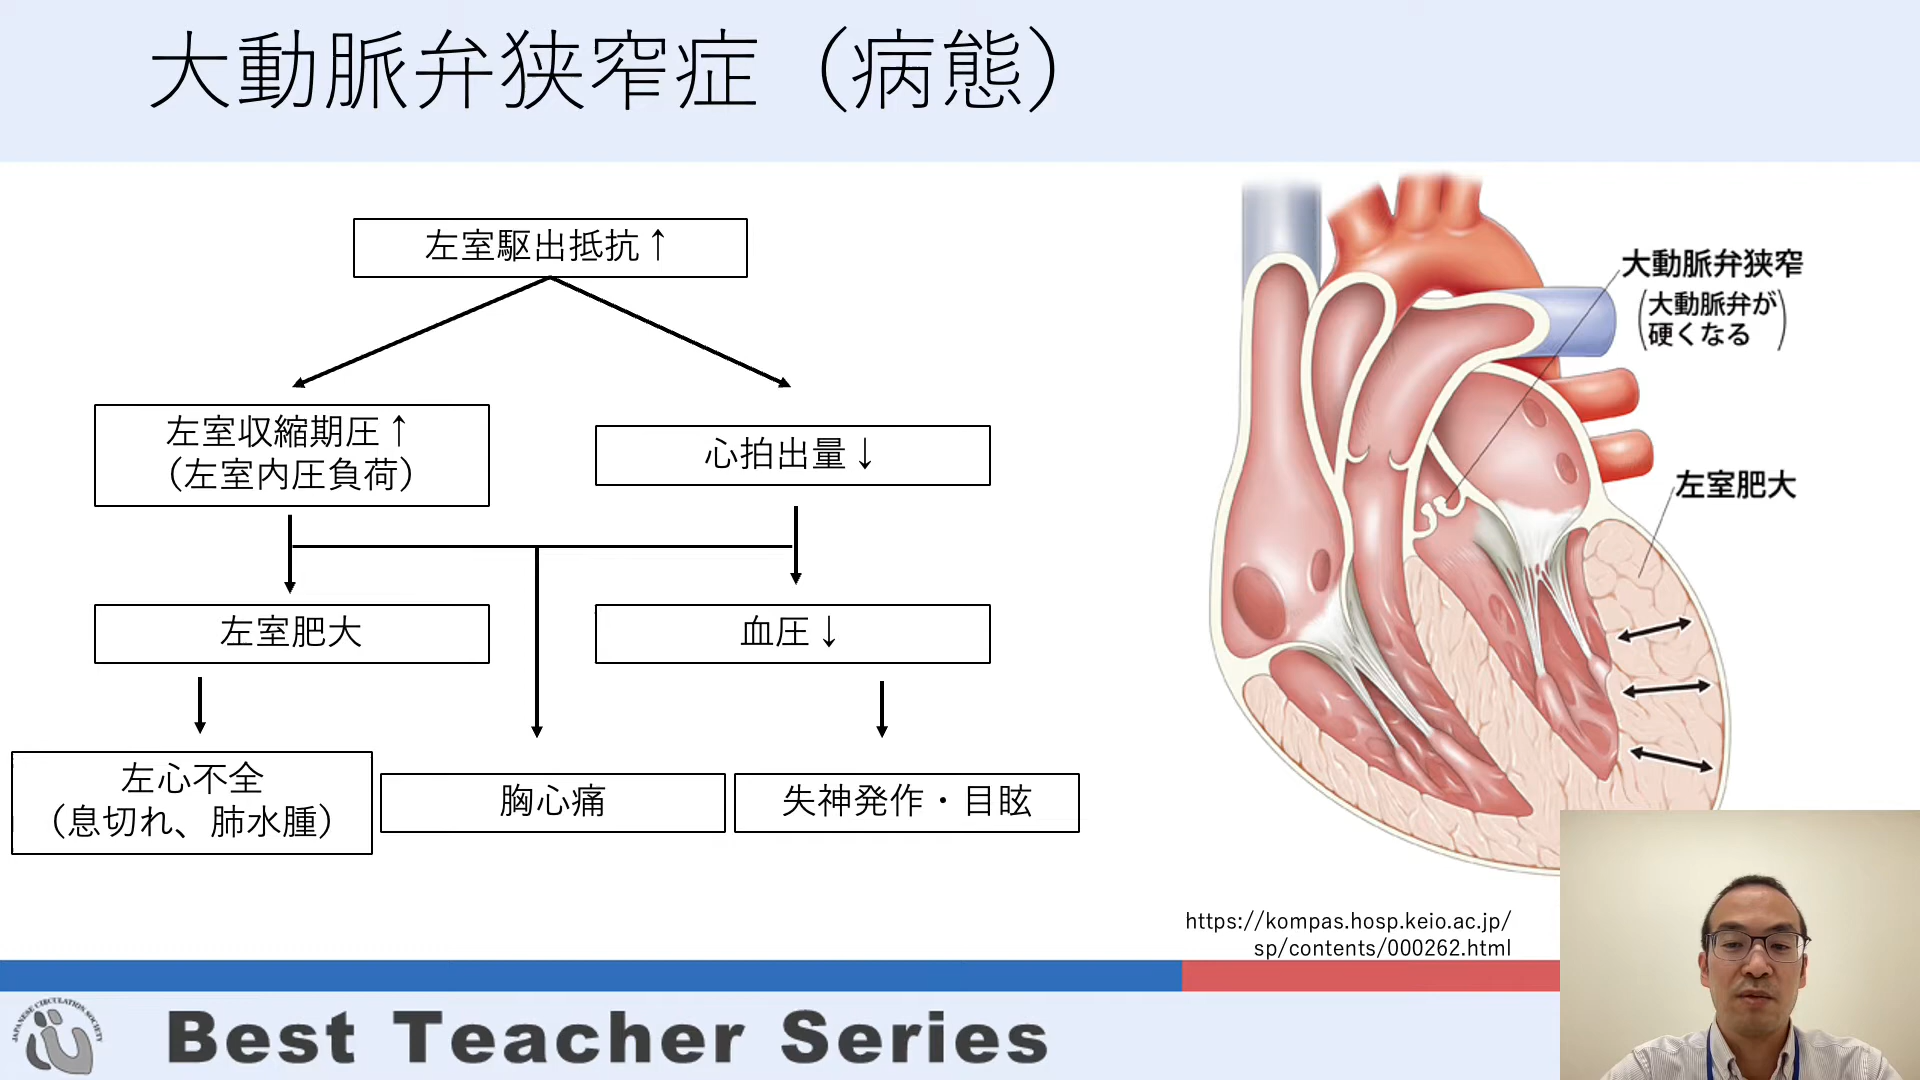 大動脈弁狭窄症（病態）
左室駆出抵抗↑
左室収縮期圧↑
（左室内圧負荷）
心拍出量↓
左室肥大
血圧↓
左心不全
（息切れ、肺水腫）
胸心痛
失神発作・目眩
大動脈弁狭窄
（大動脈弁が
硬くなる）
左室肥大
https://kompas.hosp.keio.ac.jp/
sp/contents/000262.html
JAPANESE CIRCULATION SOCIETY
Best Teacher Series